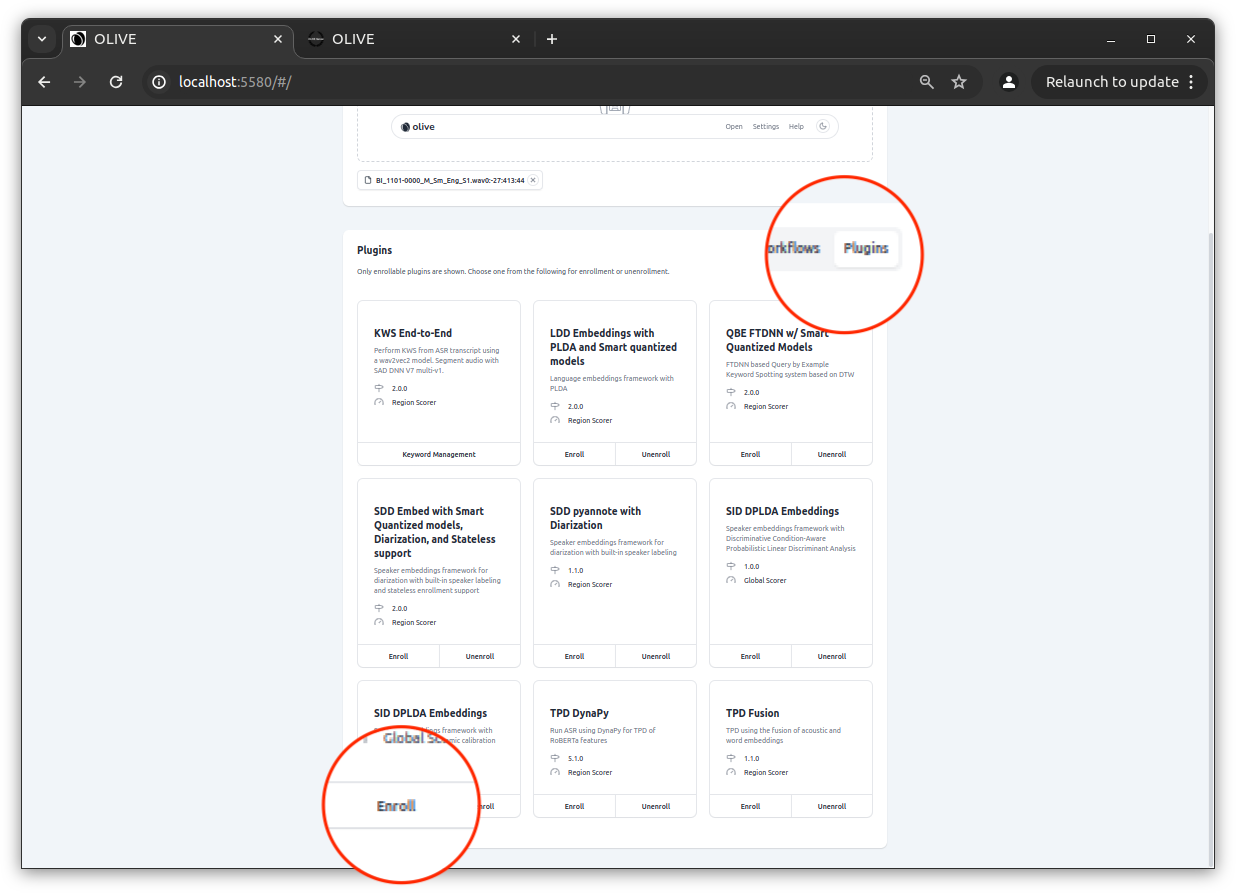 OLIVE
OLIVE
localhost:5580/#/
Relaunch to update
olive
Open Settings Help
BI_1101-0000_M_Sm_Eng_S1.wav0:-27:413:44
Plugins
orkflows
Plugins
Only enrollable plugins are shown. Choose one from the following for enrollment or unenrollment.
KWS End-to-End
Perform KWS from ASR transcript using
a wav2vec2 model. Segment audio with
SAD DNN V7 multi-v1.
2.0.0
Region Scorer
Keyword Management
LDD Embeddings with
PLDA and Smart quantized
models
Language embeddings framework with
PLDA
2.0.0
Region Scorer
Enroll
Unenroll
QBE FTDNN w/ Smart
Quantized Models
FTDNN based Query by Example
Keyword Spotting system based on DTW
2.0.0
Region Scorer
Enroll
Unenroll
SDD Embed with Smart
Quantized models,
Diarization, and Stateless
support
Speaker embeddings framework for
diarization with built-in speaker labeling
and stateless enrollment support
2.0.0
Region Scorer
Enroll
Unenroll
SDD pyannote with
Diarization
Speaker embeddings framework for
diarization with built-in speaker labeling
1.1.0
Region Scorer
Enroll
Unenroll
SID DPLDA Embeddings
Speaker embeddings framework with
Discriminative Condition-Aware
Probabilistic Linear Discriminant Analysis
1.0.0
Global Scorer
Enroll
Unenroll
SID DPLDA Embeddings
framework with
calibration
Global Sc
Enroll
TPD DynaPy
Run ASR using DynaPy for TPD of
RoBERTa features
5.1.0
Region Scorer
Enroll
Unenroll
TPD Fusion
TPD using the fusion of acoustic and
word embeddings
1.1.0
Region Scorer
Enroll
Unenroll